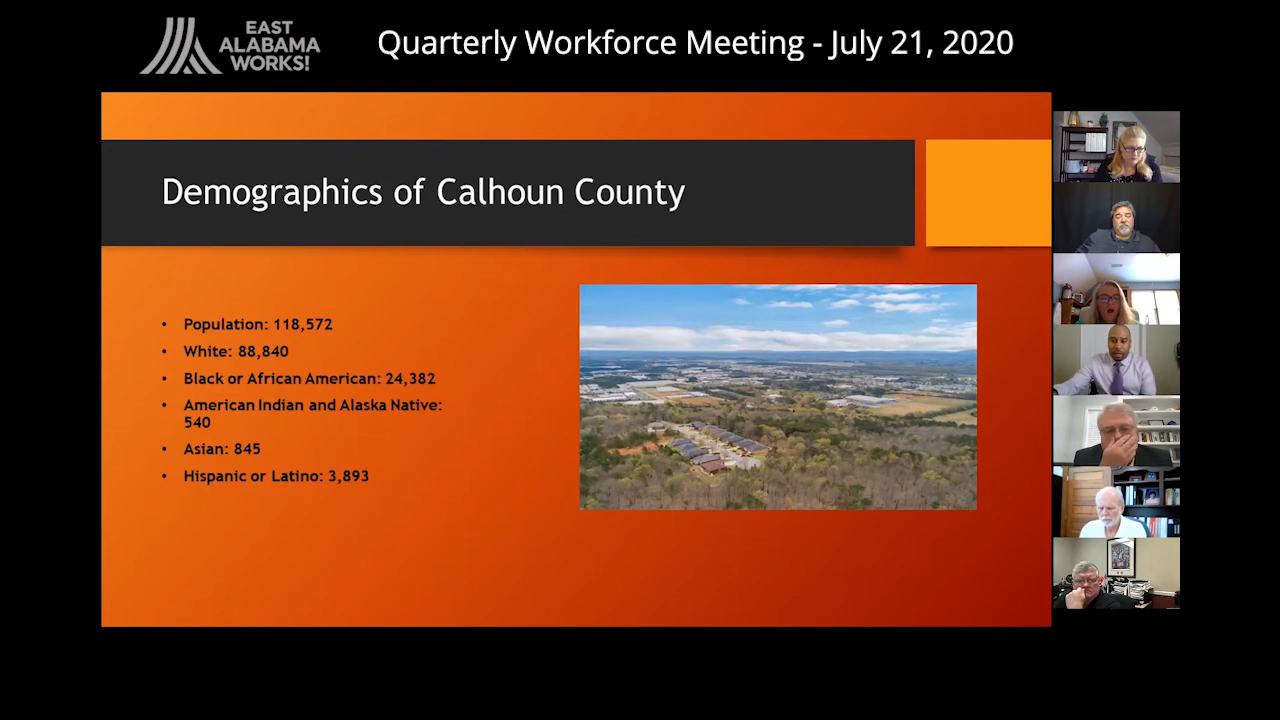 EAST
ALABAMA
WORKS!
Quarterly Workforce Meeting - July 21, 2020
Demographics of Calhoun County
• Population: 118,572
• White: 88,840
• Black or African American: 24,382
• American Indian and Alaska Native:
540
• Asian: 845
• Hispanic or Latino: 3,893